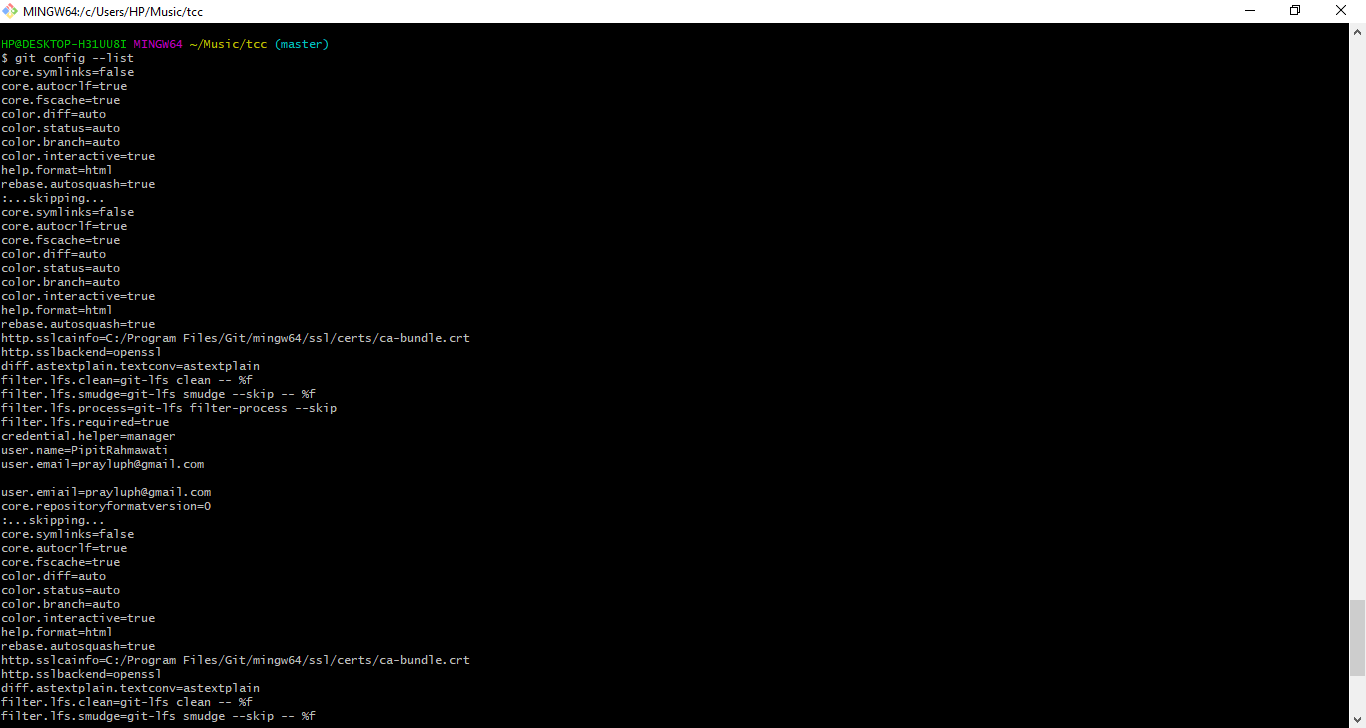 MINGW64:/c/Users/HP/Music/tcc
HP@DESKTOP-H31UU8I MINGW64 ~/Music/tcc (master)
$ git config --list
core.symlinks=false
core.autocrlf=true
core.fscache=true
color.diff=auto
color.status=auto
color.branch=auto
color.interactive=true
help.format=html
rebase.autosquash=true
:...skipping...
core.symlinks=false
core.autocrlf=true
core.fscache=true
color.diff=auto
color.status=auto
color.branch=auto
color.interactive=true
help.format=html
rebase.autosquash=true
http.sslcainfo=C:/Program Files/Git/mingw64/ssl/certs/ca-bundle.crt
http.sslbackend=openssl
diff.astextplain.textconv=astextplain
filter.lfs.clean=git-lfs clean -- %f
filter.lfs.smudge=git-lfs smudge --skip -- %f
filter.lfs.process=git-lfs filter-process --skip
filter.lfs.required=true
credential.helper=manager
user.name=PipitRahmawati
user.email=prayluph@gmail.com
user.emiail=prayluph@gmail.com
core.repositoryformatversion=0
:...skipping...
core.symlinks=false
core.autocrlf=true
core.fscache=true
color.diff=auto
color.status=auto
color.branch=auto
color.interactive=true
help.format=html
rebase.autosquash=true
http.sslcainfo=C:/Program Files/Git/mingw64/ssl/certs/ca-bundle.crt
http.sslbackend=openssl
diff.astextplain.textconv=astextplain
filter.lfs.clean=git-lfs clean -- %f
filter.lfs.smudge=git-lfs smudge --skip -- %f